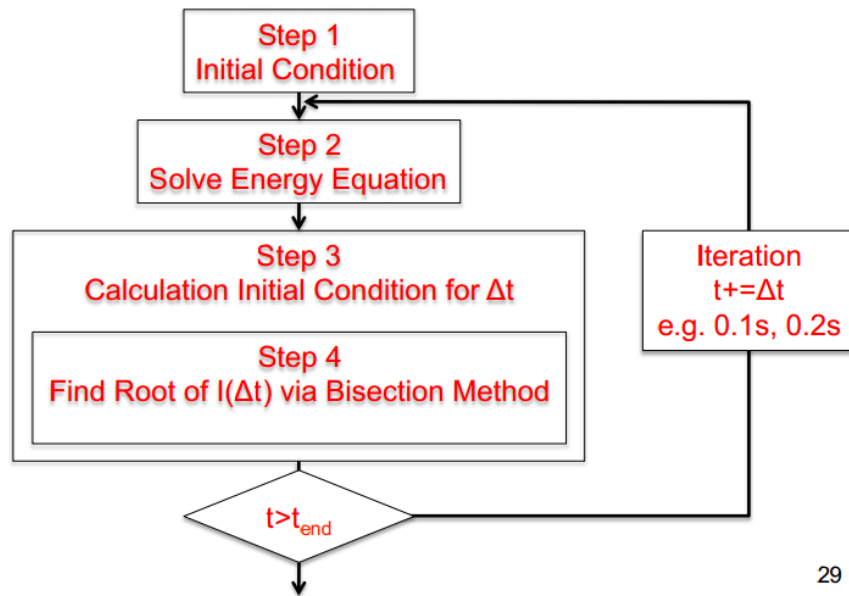 Step 1
Initial Condition
Step 2
Solve Energy Equation
Step 3
Calculation Initial Condition for Δt
Step 4
Find Root of I(Δt) via Bisection Method
Iteration
t+=Δt
e.g. 0.1s, 0.2s
t>tend
29